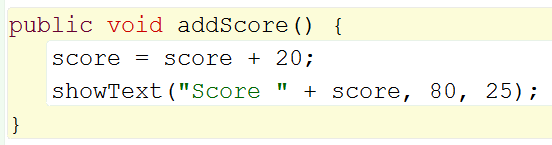 public void addScore() {
score = score + 20;
showText("Score " + score, 80, 25);
}